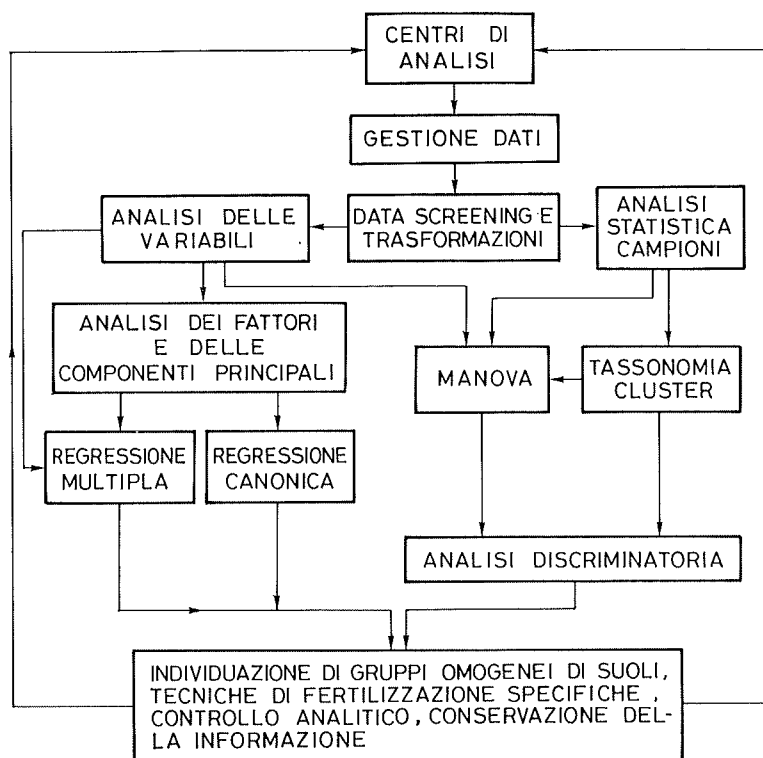 CENTRI DI
ANALISI
GESTIONE DATI
ANALISI DELLE
VARIABILI
DATA SCREENING E
TRASFORMAZIONI
ANALISI
STATISTICA
CAMPIONI
ANALISI DEI FATTORI
E DELLE
COMPONENTI PRINCIPALI
MANOVA
TASSONOMIA
CLUSTER
REGRESSIONE
MULTIPLA
REGRESSIONE
CANONICA
ANALISI DISCRIMINATORIA
INDIVIDUAZIONE DI GRUPPI OMOGENEI DI SUOLI,
TECNICHE DI FERTILIZZAZIONE SPECIFICHE,
CONTROLLO ANALITICO, CONSERVAZIONE DEL-
LA INFORMAZIONE